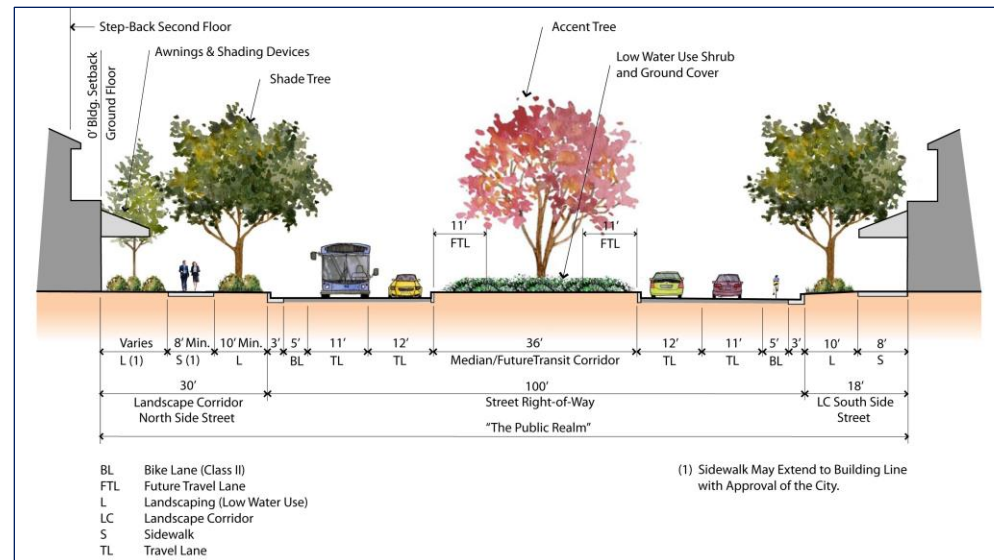 Step-Back Second Floor
Awnings & Shading Devices
0' Bldg. Setback
Ground Floor
Shade Tree
Accent Tree
Low Water Use Shrub
and Ground Cover
11'
FTL
11'
FTL
Varies
L (1)
8' Min.
S (1)
10' Min.
L
3'
5'
BL
11'
TL
12'
TL
36'
Median/FutureTransit Corridor
12'
TL
11'
TL
5'
BL
3'
10'
L
8'
S
30'
Landscape Corridor
North Side Street
100'
Street Right-of-Way
18'
LC South Side
Street
"The Public Realm"
BL Bike Lane (Class II)
FTL Future Travel Lane
L Landscaping (Low Water Use)
LC Landscape Corridor
S Sidewalk
TL Travel Lane
(1) Sidewalk May Extend to Building Line
with Approval of the City.